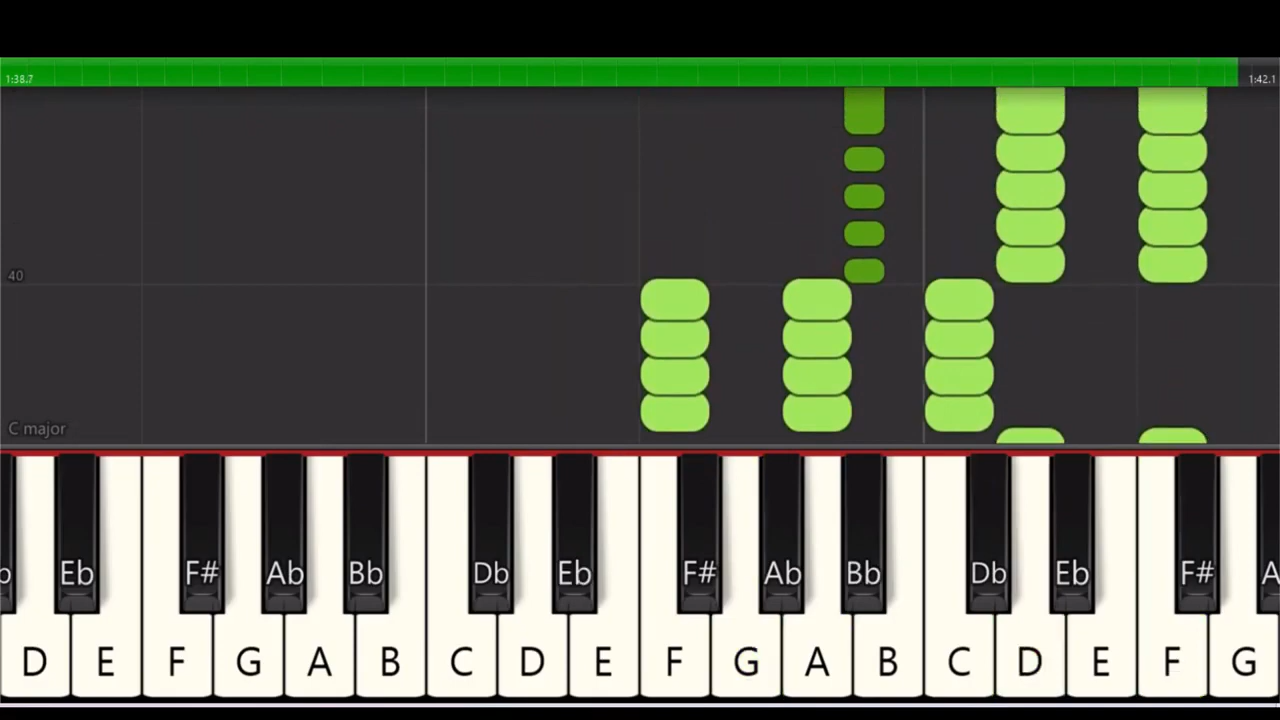 1:38.7 1:42.1
40
C major
Eb F# Ab Bb Db Eb F# Ab Bb Db Eb F# A
D E F G A B C D E F G A B C D E F G